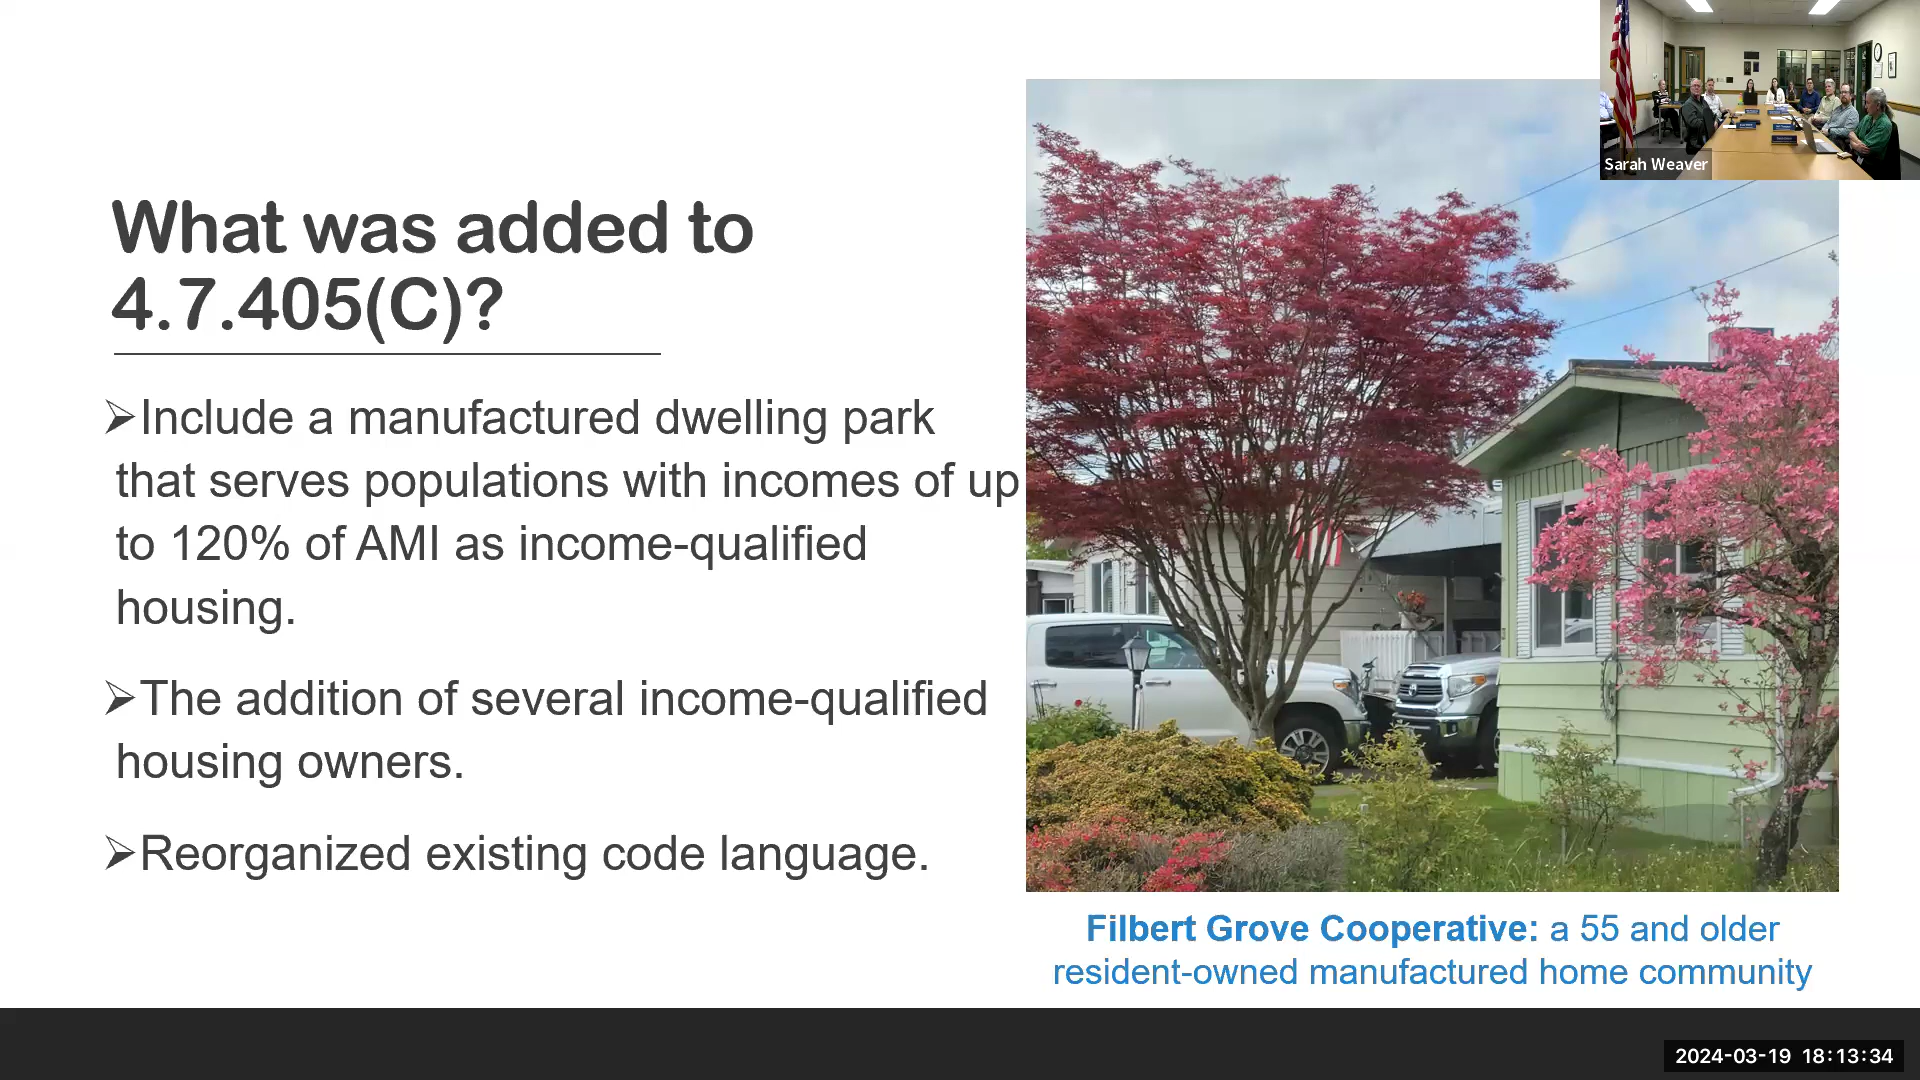 What was added to
4.7.405(C)?
➢Include a manufactured dwelling park
that serves populations with incomes of up
to 120% of AMI as income-qualified
housing.
➢The addition of several income-qualified
housing owners.
➢Reorganized existing code language.
Sarah Weaver
Filbert Grove Cooperative: a 55 and older
resident-owned manufactured home community
2024-03-19 18:13:34